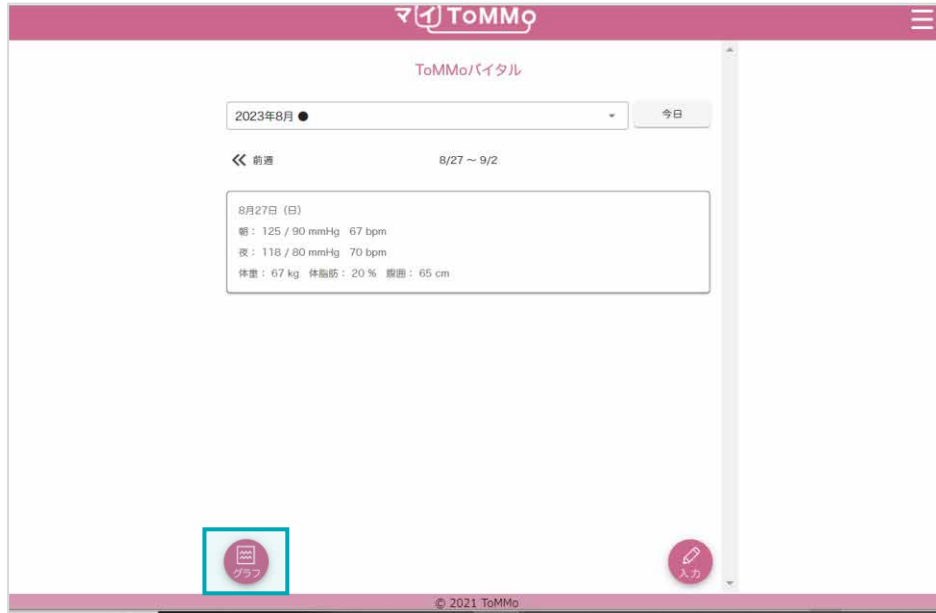 マイToMMo
ToMMoバイタル
2023年8月 ● 今日
前週 8/27 ～ 9/2
8月27日（日）
朝： 125 / 90 mmHg 67 bpm
夜： 118 / 80 mmHg 70 bpm
体重： 67 kg 体脂肪： 20 % 腹囲： 65 cm
グラフ 入力
© 2021 ToMMo